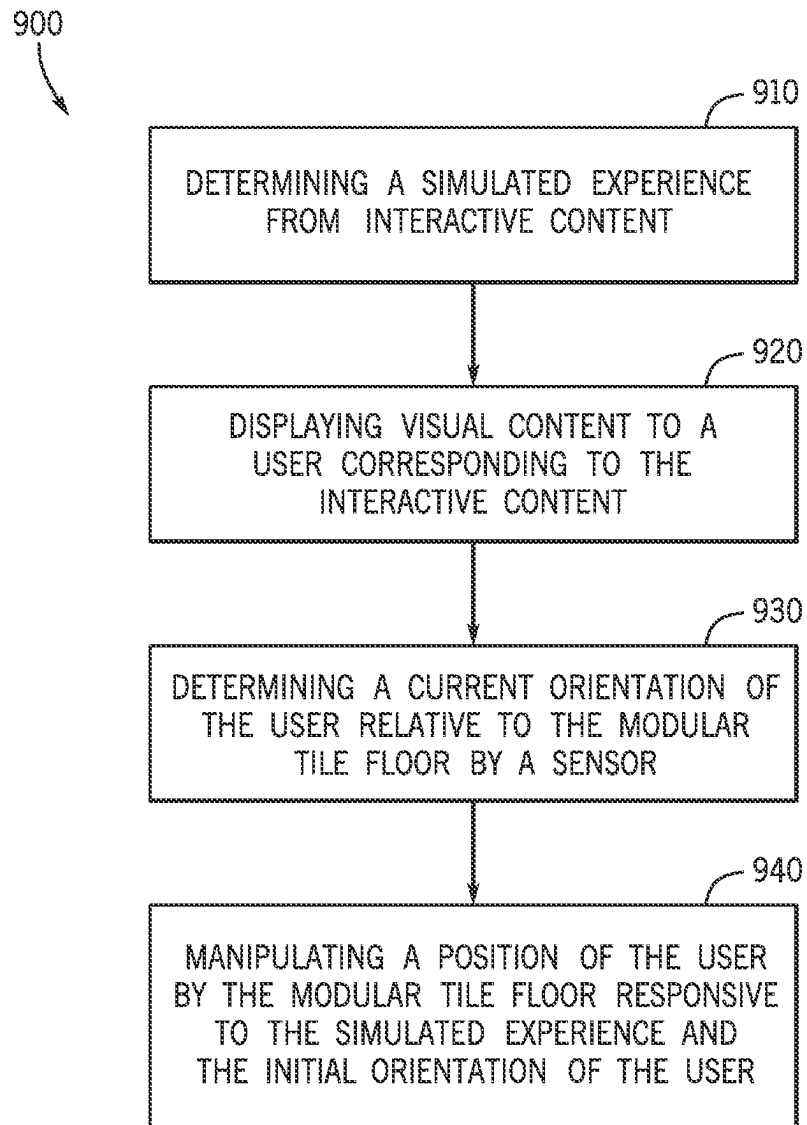 900
910
DETERMINING A SIMULATED EXPERIENCE
FROM INTERACTIVE CONTENT
920
DISPLAYING VISUAL CONTENT TO A
USER CORRESPONDING TO THE
INTERACTIVE CONTENT
930
DETERMINING A CURRENT ORIENTATION OF
THE USER RELATIVE TO THE MODULAR
TILE FLOOR BY A SENSOR
940
MANIPULATING A POSITION OF THE USER
BY THE MODULAR TILE FLOOR RESPONSIVE
TO THE SIMULATED EXPERIENCE AND
THE INITIAL ORIENTATION OF THE USER